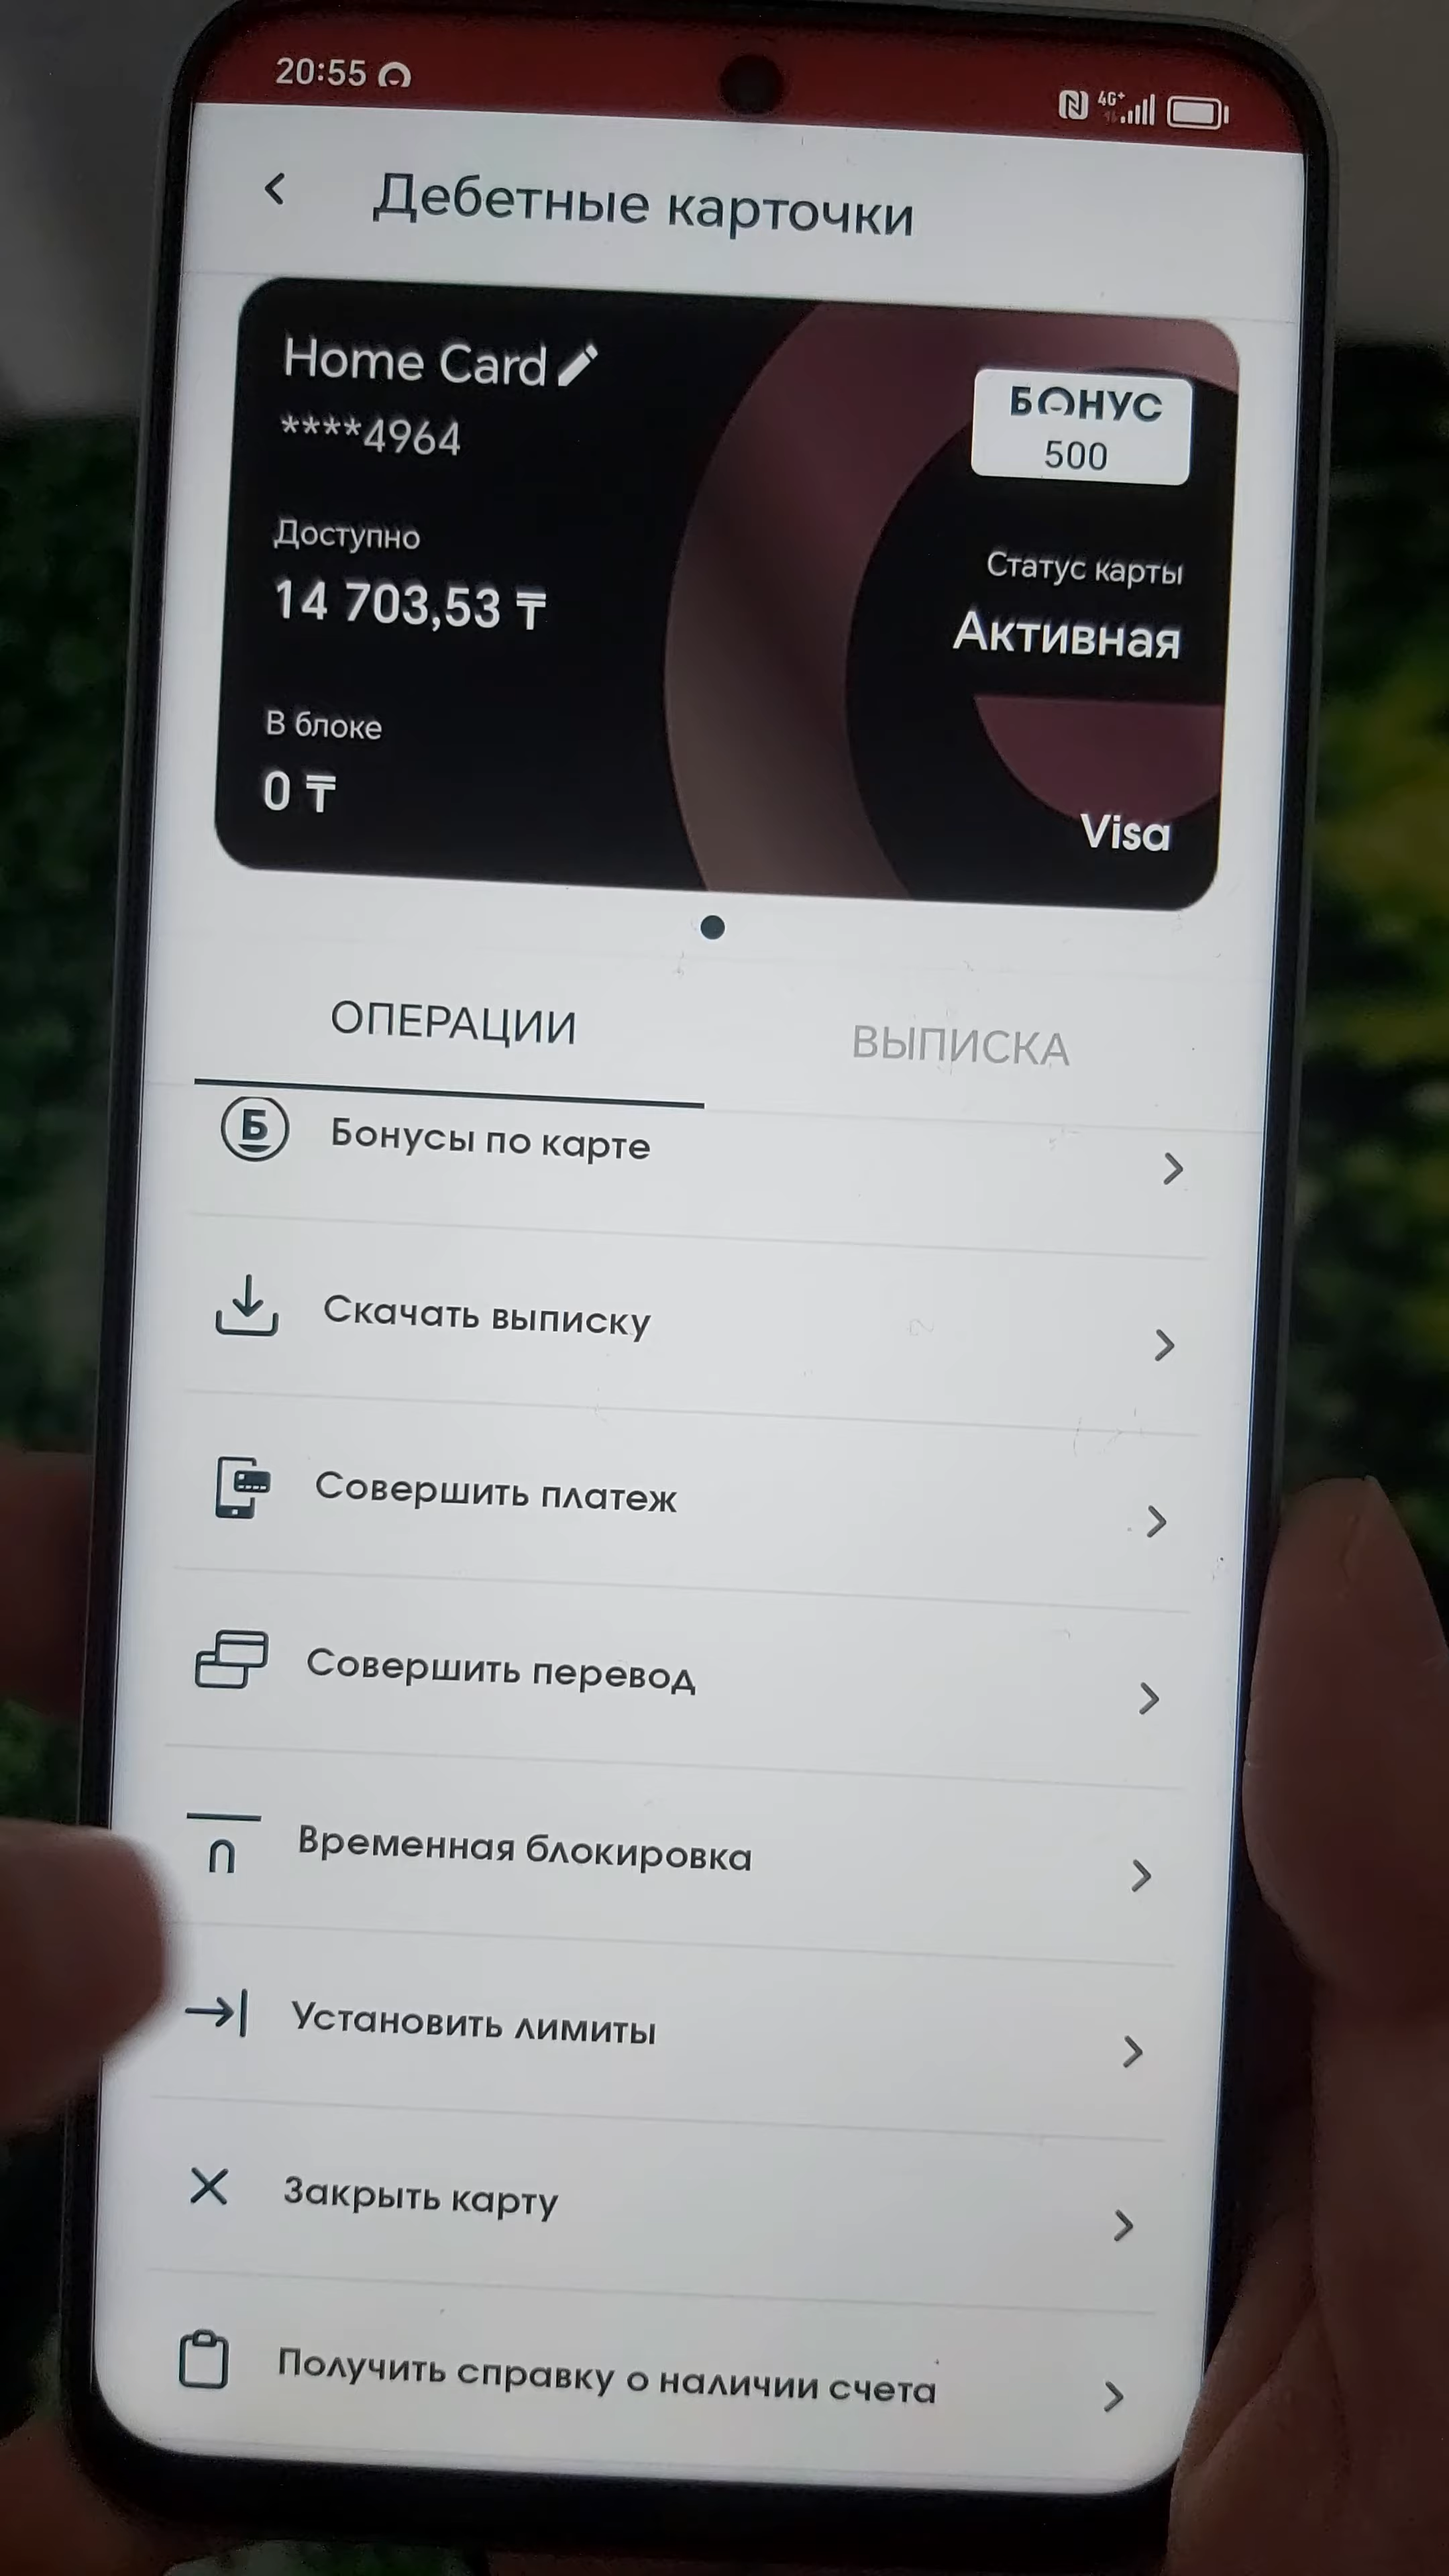 20:55
4G+
Дебетные карточки
Home Card
****4964
БОНУС
500
Доступно
14 703,53 ₸
Статус карты
Активная
В блоке
0 ₸
Visa
ОПЕРАЦИИ
ВЫПИСКА
Бонусы по карте
Скачать выписку
Совершить платеж
Совершить перевод
Временная блокировка
Установить лимиты
Закрыть карту
Получить справку о наличии счета